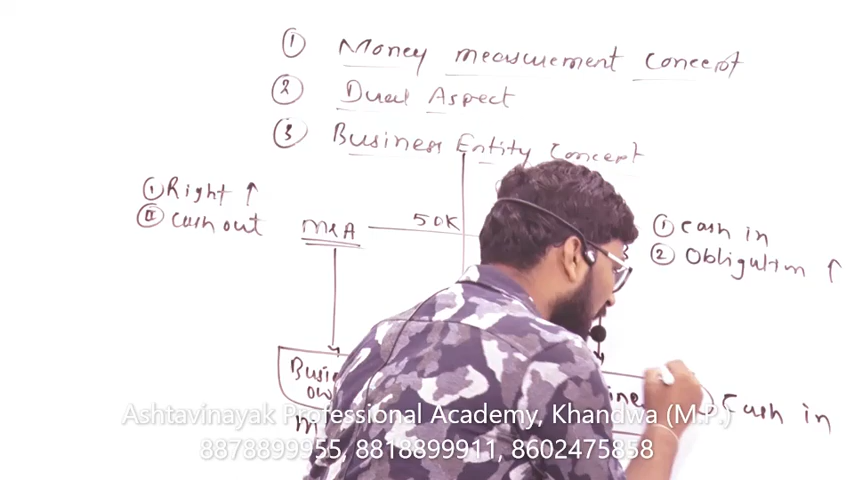 ① Money measurement concept
② Dual Aspect
③ Business Entity Concept
① Right ↑
② Cash out
M&A
50K
① Cash in
② Obligation ↑
Cash in
Ashtavinayak Professional Academy, Khandwa (M.P.)
8878899955, 8818899911, 8602475858